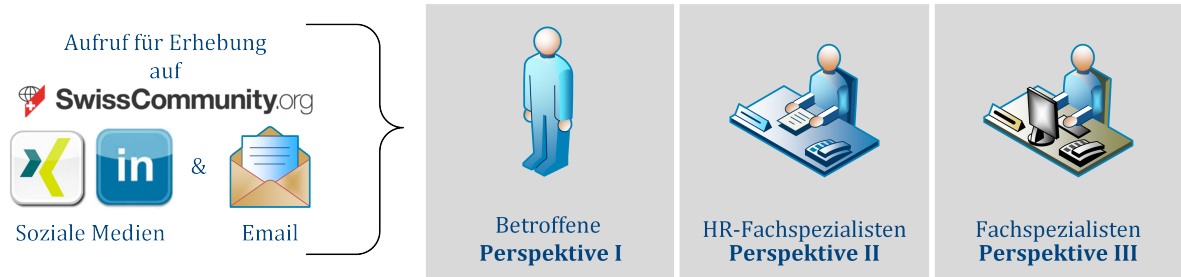 Aufruf für Erhebung
auf
SwissCommunity.org
in
&
Soziale Medien
Email
Betroffene
Perspektive I
HR-Fachspezialisten
Perspektive II
Fachspezialisten
Perspektive III